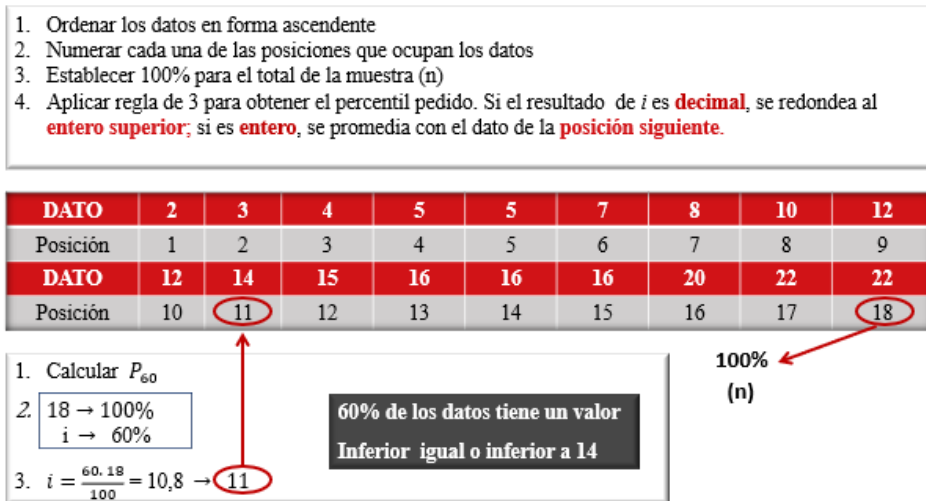 1. Ordenar los datos en forma ascendente
2. Numerar cada una de las posiciones que ocupan los datos
3. Establecer 100% para el total de la muestra (n)
4. Aplicar regla de 3 para obtener el percentil pedido. Si el resultado de i es decimal, se redondea al
entero superior; si es entero, se promedia con el dato de la posición siguiente.
DATO 2 3 4 5 5 7 8 10 12
Posición 1 2 3 4 5 6 7 8 9
DATO 12 14 15 16 16 16 20 22 22
Posición 10 11 12 13 14 15 16 17 18
100%
(n)
1. Calcular P₆₀
2. 18 → 100%
i → 60%
3. i = 60. 18 / 100 = 10,8 → 11
60% de los datos tiene un valor
Inferior igual o inferior a 14